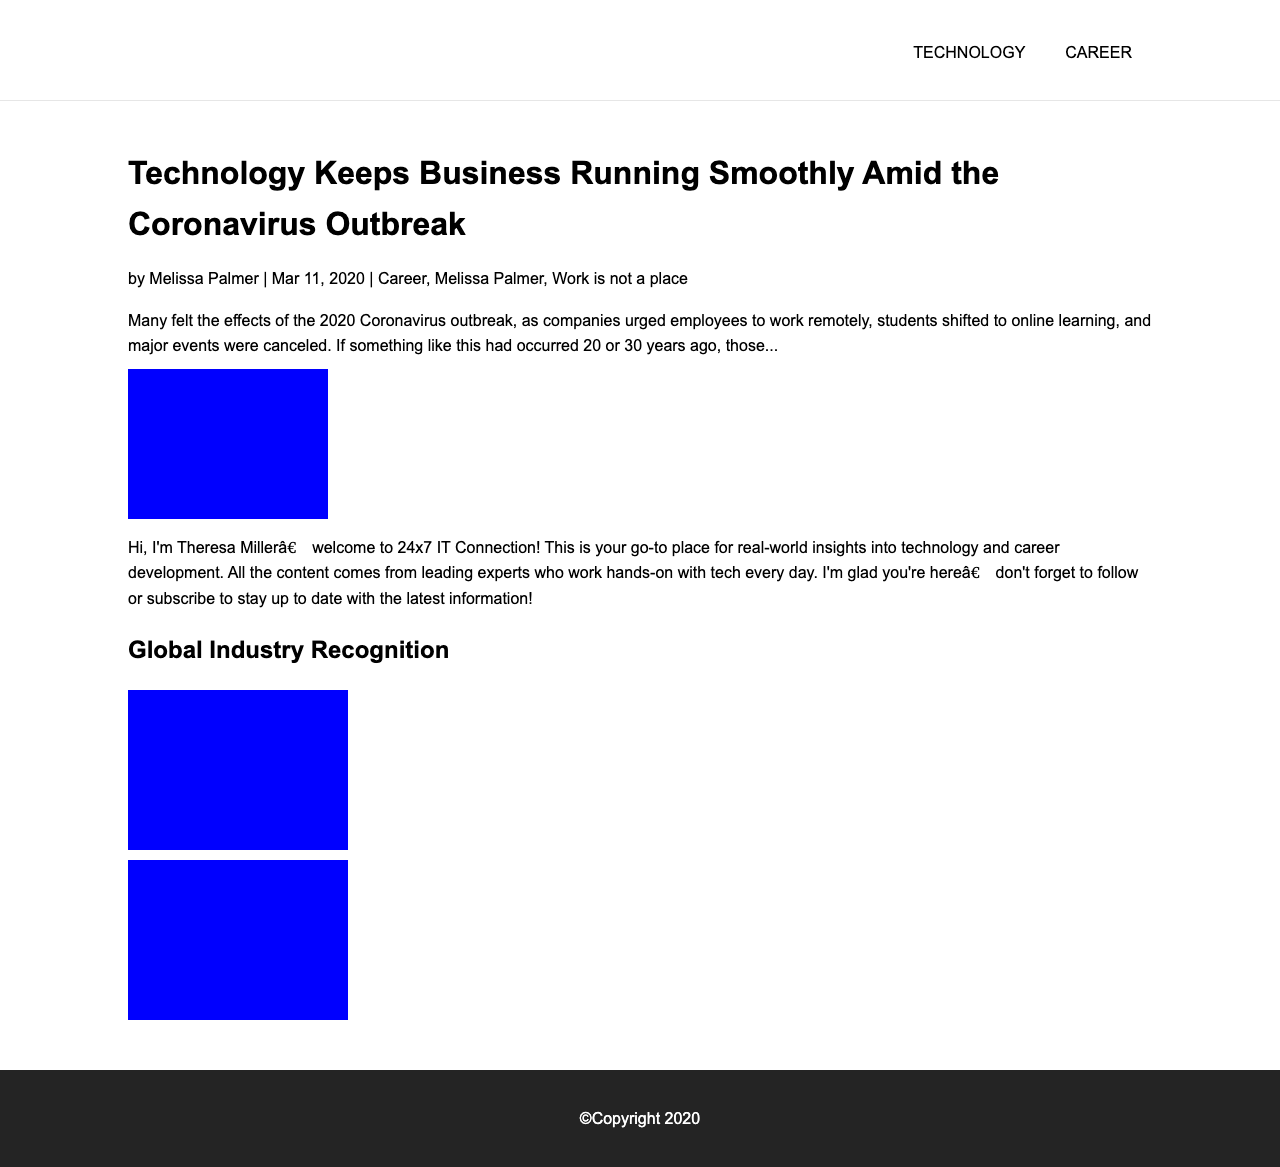 TECHNOLOGY CAREER
Technology Keeps Business Running Smoothly Amid the
Coronavirus Outbreak
by Melissa Palmer | Mar 11, 2020 | Career, Melissa Palmer, Work is not a place
Many felt the effects of the 2020 Coronavirus outbreak, as companies urged employees to work remotely, students shifted to online learning, and
major events were canceled. If something like this had occurred 20 or 30 years ago, those...
Hi, I'm Theresa Millerâ€ welcome to 24x7 IT Connection! This is your go-to place for real-world insights into technology and career
development. All the content comes from leading experts who work hands-on with tech every day. I'm glad you're hereâ€ don't forget to follow
or subscribe to stay up to date with the latest information!
Global Industry Recognition
©Copyright 2020